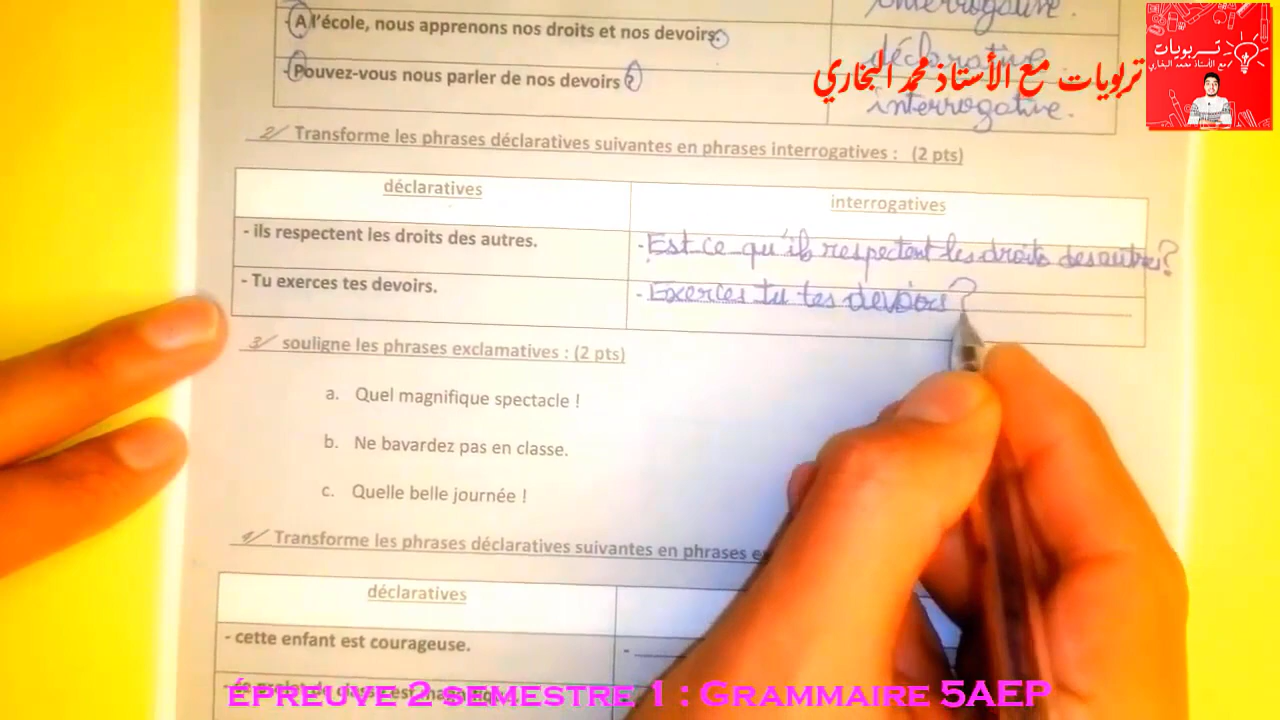 interrogative.
- A l'école, nous apprenons nos droits et nos devoirs.
déclarative
- Pouvez-vous nous parler de nos devoirs ?
interrogative.
تربويات مع الأستاذ محمد البخاري
تربويات
مع الأستاذ محمد البخاري
2/ Transforme les phrases déclaratives suivantes en phrases interrogatives : (2 pts)
déclaratives
interrogatives
- ils respectent les droits des autres.
- Est ce qu'ils respectent les droits des autres ?
- Tu exerces tes devoirs.
- Exerces tu tes devoirs ?
3/ souligne les phrases exclamatives : (2 pts)
a. Quel magnifique spectacle !
b. Ne bavardez pas en classe.
c. Quelle belle journée !
4/ Transforme les phrases déclaratives suivantes en phrases
déclaratives
- cette enfant est courageuse.
épreuve 2 semestre 1 : Grammaire 5AEP